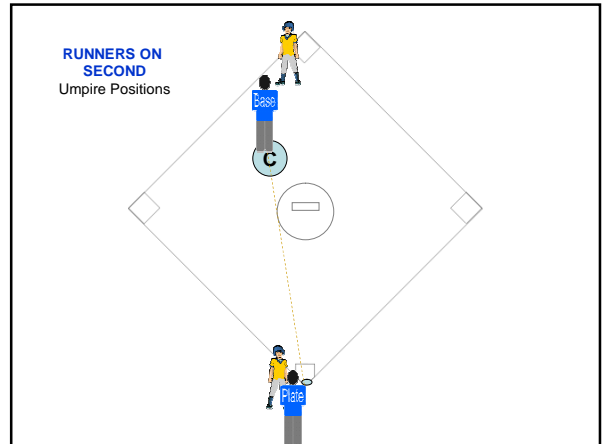 RUNNERS ON
SECOND
Umpire Positions
Base
C
Plate